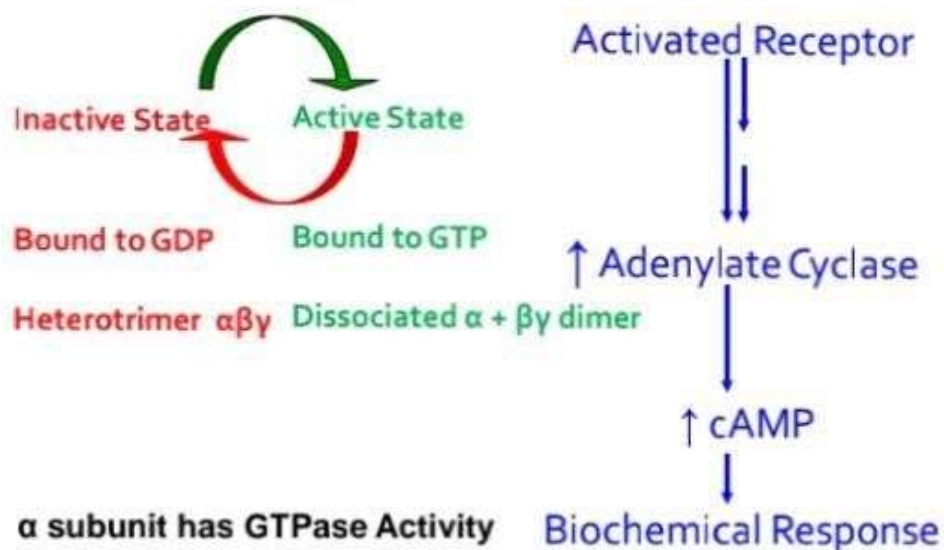 Activated Receptor
Inactive State
Active State
Bound to GDP
Bound to GTP
↑ Adenylate Cyclase
Heterotrimer αβγ
Dissociated α + βγ dimer
↑ cAMP
α subunit has GTPase Activity
Biochemical Response